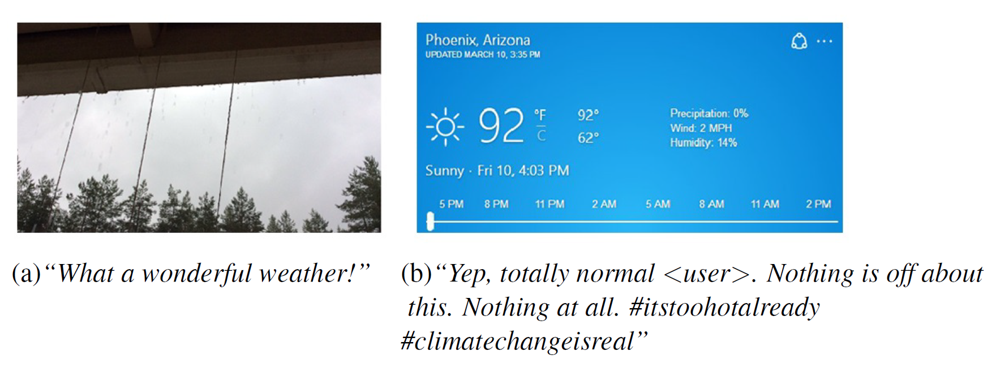 Phoenix, Arizona
UPDATED MARCH 10, 3:35 PM
92 °F C
92°
62°
Precipitation: 0%
Wind: 2 MPH
Humidity: 14%
Sunny · Fri 10, 4:03 PM
5 PM 8 PM 11 PM 2 AM 5 AM 8 AM 11 AM 2 PM
(a) “What a wonderful weather!”
(b) “Yep, totally normal <user>. Nothing is off about
this. Nothing at all. #itstoohotalready
#climatechangeisreal”